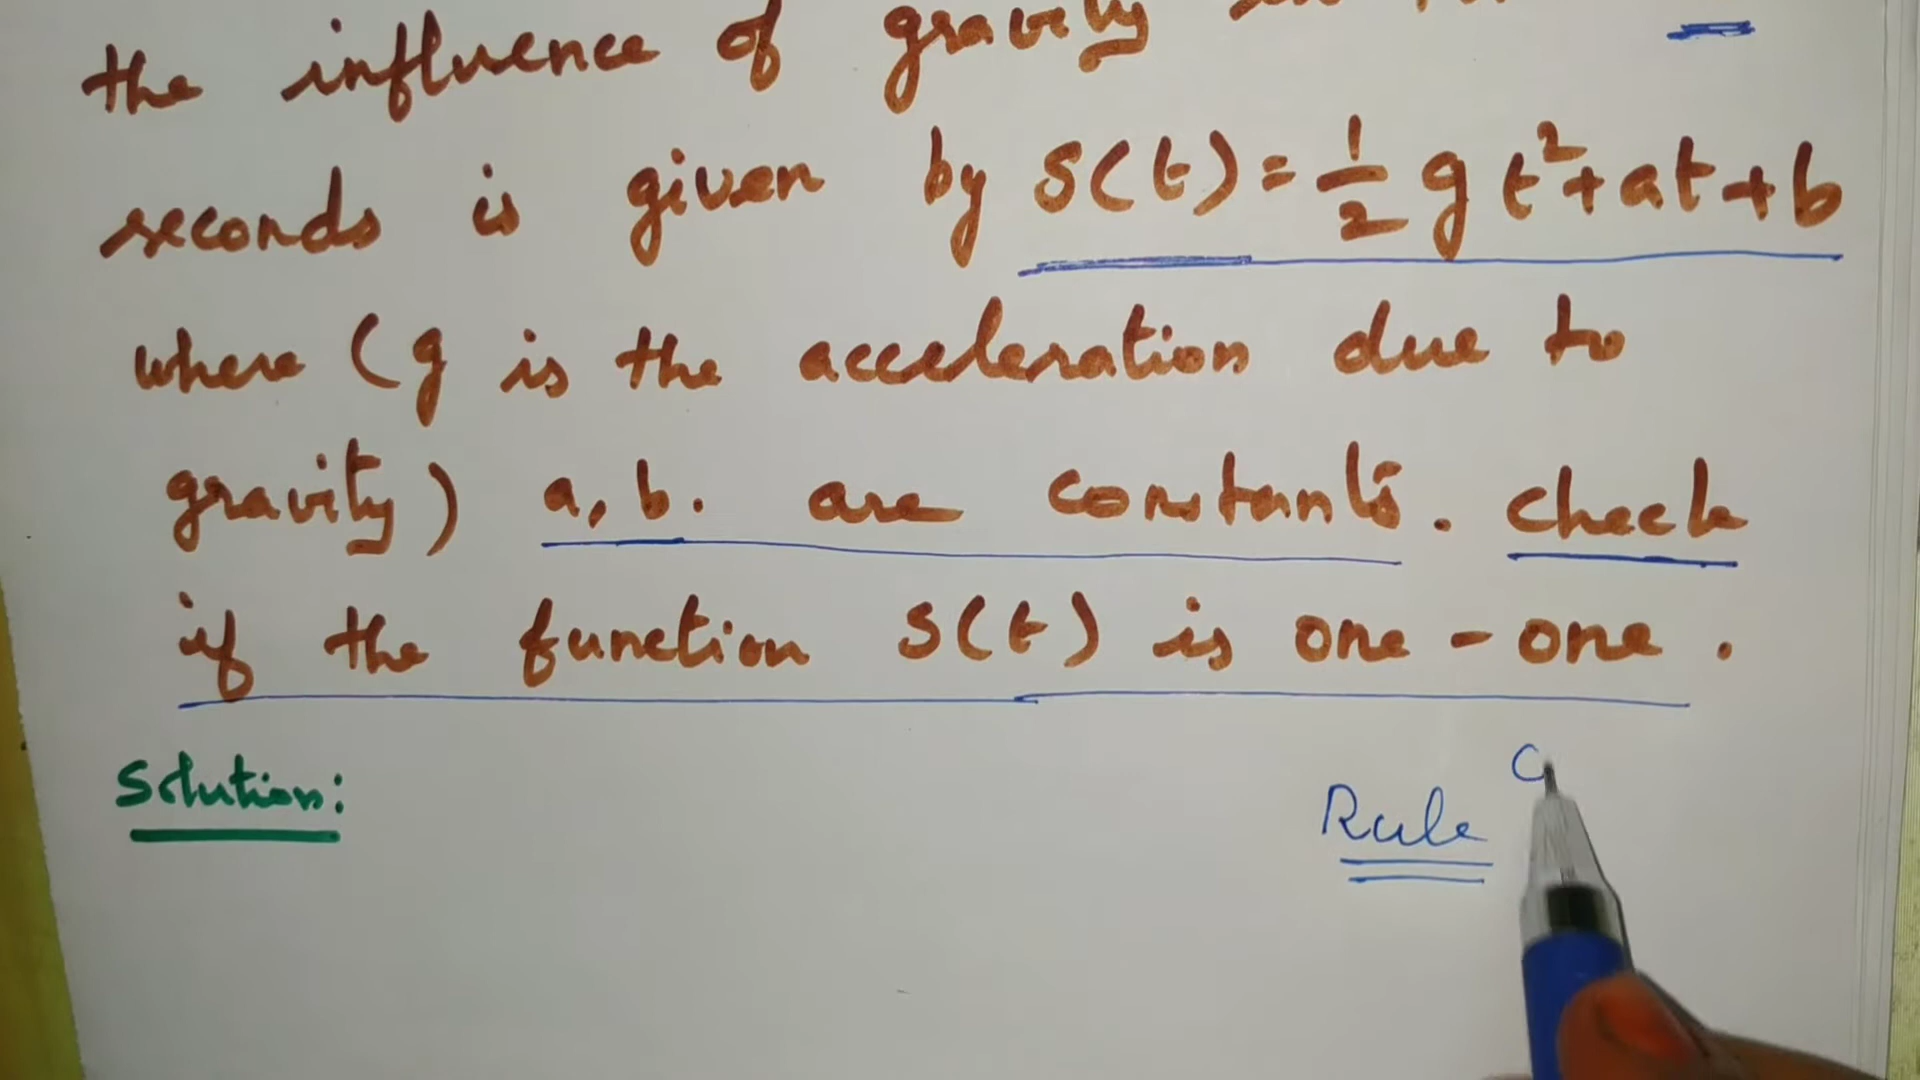 the influence of gravity in
seconds is given by S(t) = 1/2 g t² + at + b
where (g is the acceleration due to
gravity) a, b. are constants. check
if the function S(t) is one - one.
Solution:
Rule